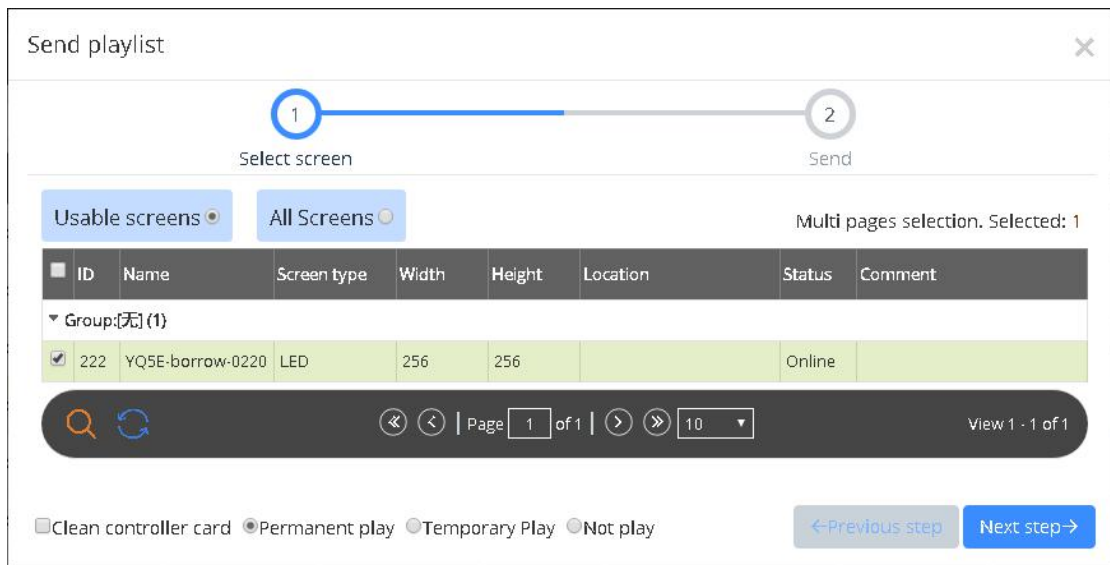 Send playlist
1
2
Select screen
Send
Usable screens
All Screens
Multi pages selection. Selected: 1
ID Name Screen type Width Height Location Status Comment
Group:[无] (1)
222 YQ5E-borrow-0220 LED 256 256 Online
Page 1 of 1 10 View 1 - 1 of 1
Clean controller card Permanent play Temporary Play Not play ←Previous step Next step→